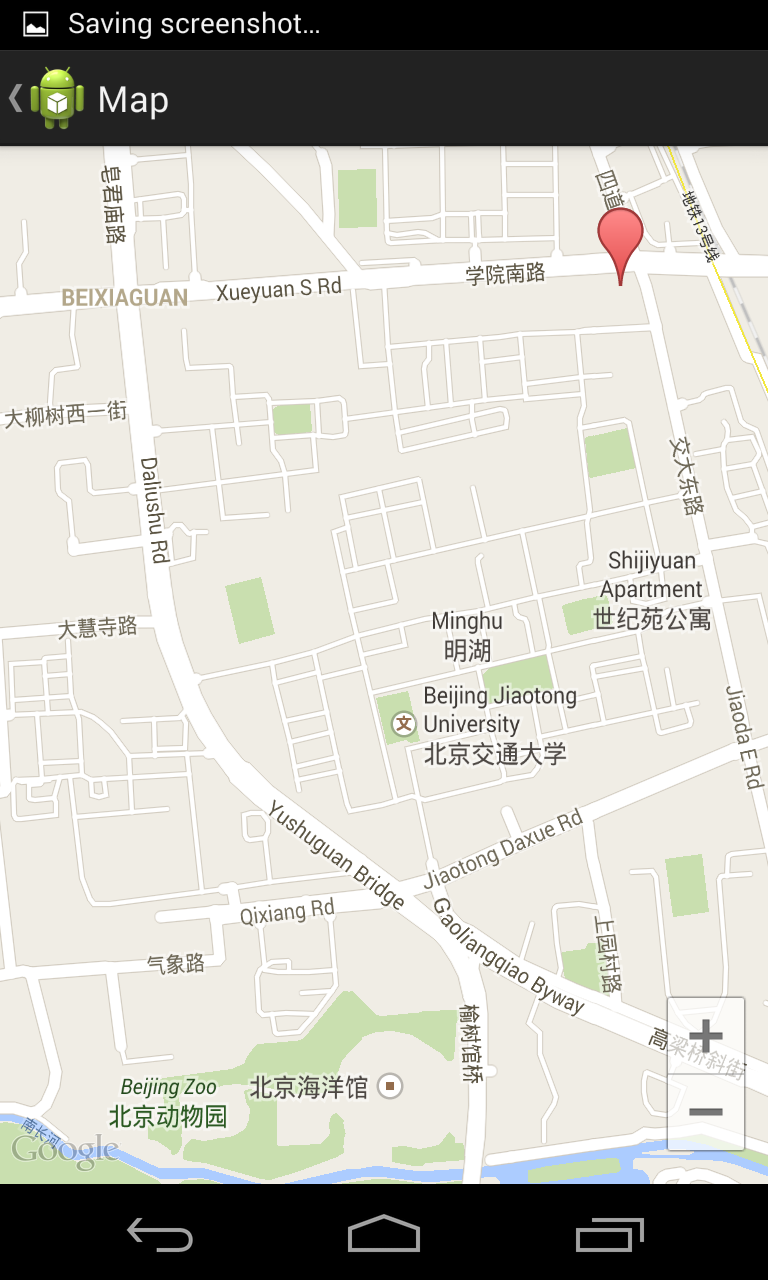 Saving screenshot...
Map
皂君庙路
四道
地铁13号线
学院南路
Xueyuan S Rd
BEIXIAGUAN
大柳树西一街
交大东路
Daliushu Rd
Shijiyuan
Apartment
世纪苑公寓
Minghu
明湖
大慧寺路
Beijing Jiaotong
University
北京交通大学
文
Jiaoda E Rd
Yushuguan Bridge
Jiaotong Daxue Rd
Qixiang Rd
Gaoliangqiao Byway
上园村路
气象路
榆树馆桥
高梁桥斜街
Beijing Zoo
北京动物园
北京海洋馆
南长河
Google